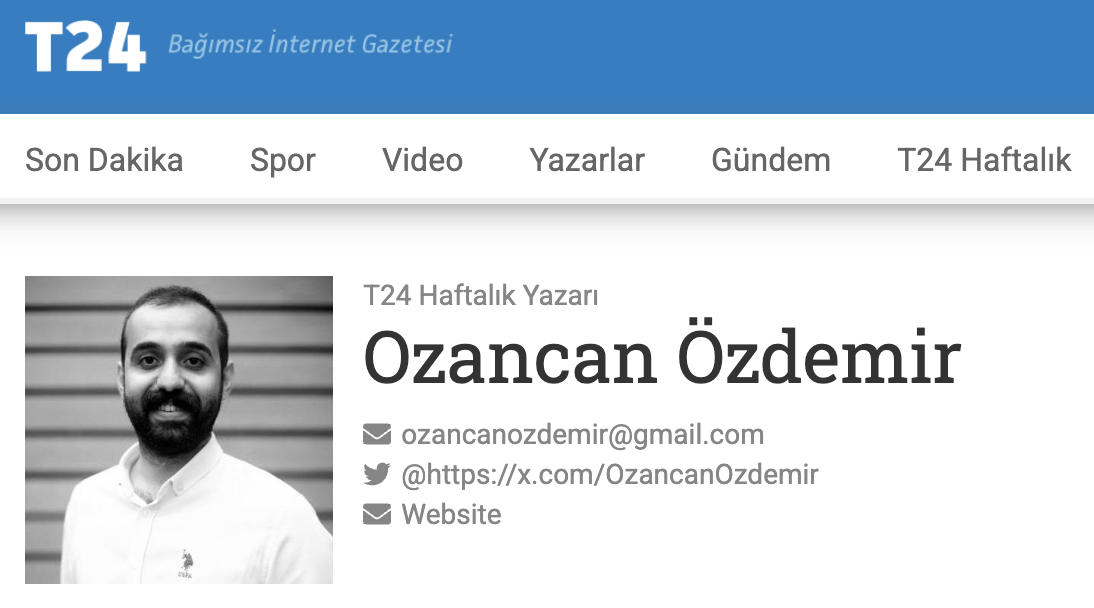 T24 Bağımsız İnternet Gazetesi
Son Dakika Spor Video Yazarlar Gündem T24 Haftalık
T24 Haftalık Yazarı
Ozancan Özdemir
ozancanozdemir@gmail.com
@https://x.com/OzancanOzdemir
Website
USPA